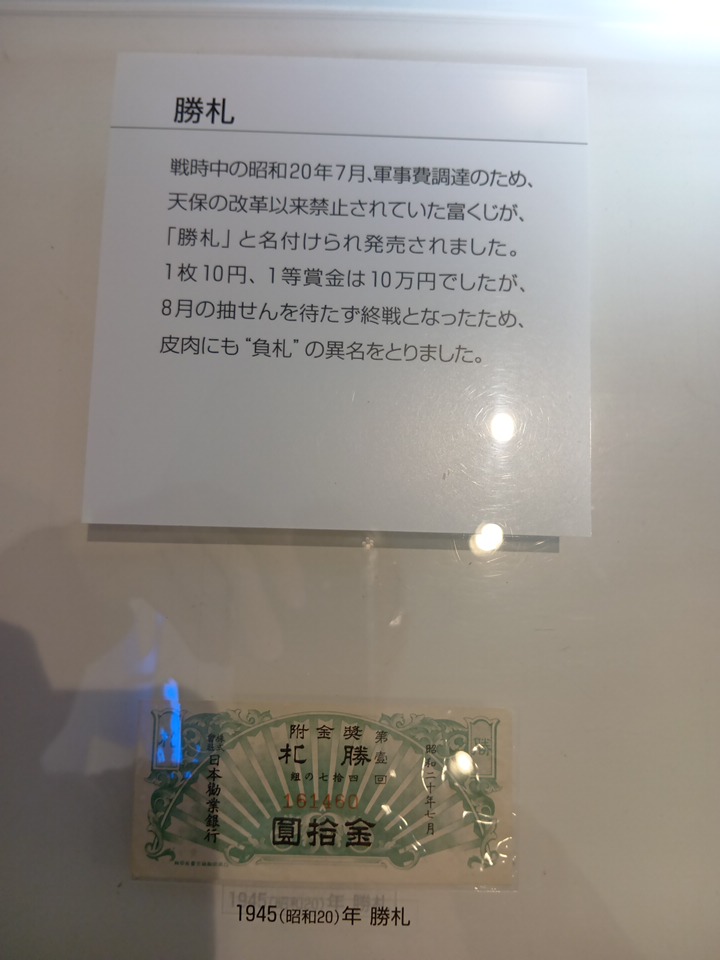 勝札
戦時中の昭和20年7月、軍事費調達のため、
天保の改革以来禁止されていた富くじが、
「勝札」と名付けられ発売されました。
1枚10円、1等賞金は10万円でしたが、
8月の抽せんを待たず終戦となったため、
皮肉にも“負札”の異名をとりました。
昭和二十年七月
第壹回
附金奬
札勝
組の七拾四
161460
圓拾金
日本勸業銀行
1945(昭和20)年 勝札